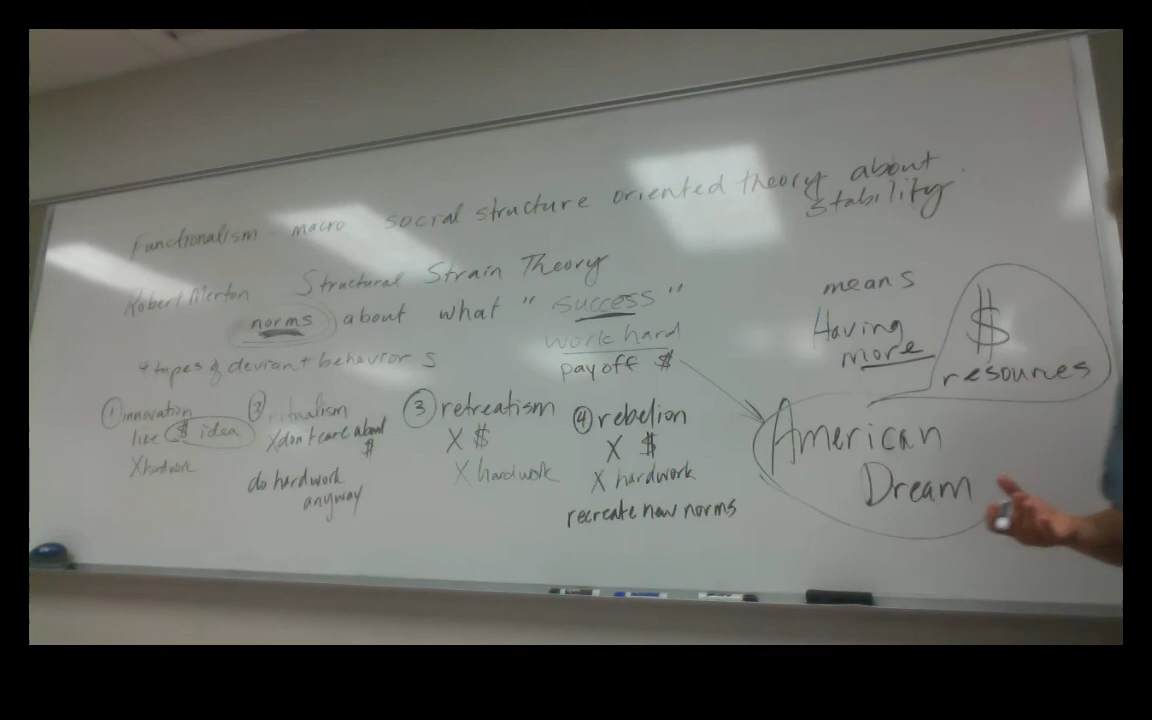 Functionalism - macro social structure oriented theory about
stability
Robert Merton Structural Strain Theory
norms about what "success"
work hard
payoff $
means
Having
more
$
resources
American
Dream
4 types of deviant behaviors
① innovation
like $ idea
X hardwork
② ritualism
X don't care about
$
do hardwork
anyway
③ retreatism
X $
X hardwork
④ rebelion
X $
X hardwork
recreate new norms